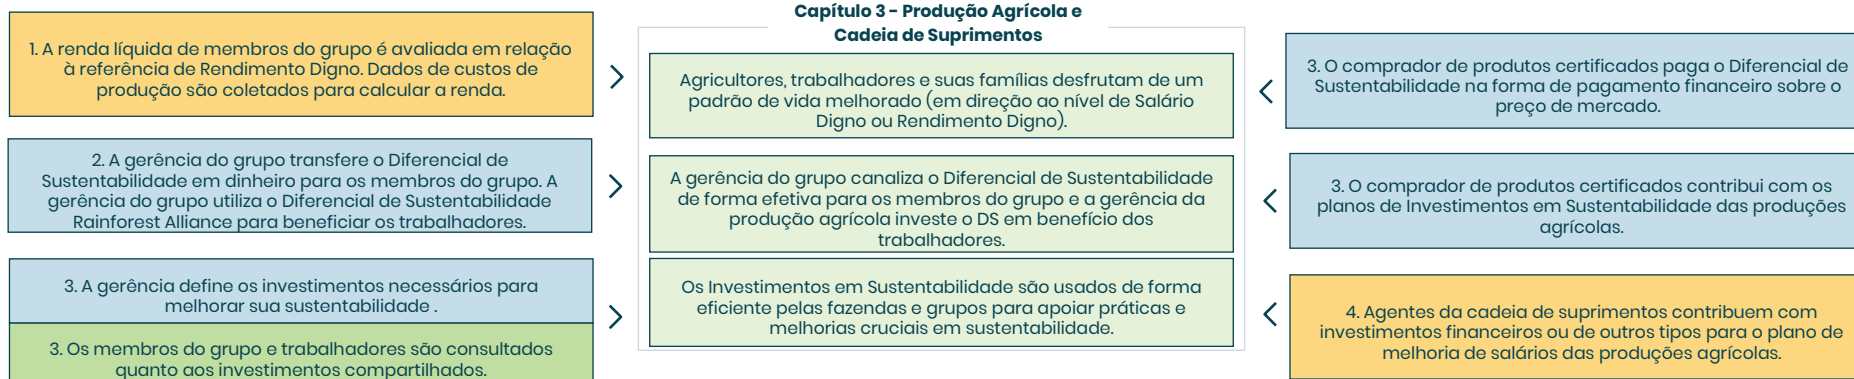 Capítulo 3 - Produção Agrícola e
Cadeia de Suprimentos
1. A renda líquida de membros do grupo é avaliada em relação
à referência de Rendimento Digno. Dados de custos de
produção são coletados para calcular a renda.
2. A gerência do grupo transfere o Diferencial de
Sustentabilidade em dinheiro para os membros do grupo. A
gerência do grupo utiliza o Diferencial de Sustentabilidade
Rainforest Alliance para beneficiar os trabalhadores.
3. A gerência define os investimentos necessários para
melhorar sua sustentabilidade .
3. Os membros do grupo e trabalhadores são consultados
quanto aos investimentos compartilhados.
Agricultores, trabalhadores e suas famílias desfrutam de um
padrão de vida melhorado (em direção ao nível de Salário
Digno ou Rendimento Digno).
A gerência do grupo canaliza o Diferencial de Sustentabilidade
de forma efetiva para os membros do grupo e a gerência da
produção agrícola investe o DS em benefício dos
trabalhadores.
Os Investimentos em Sustentabilidade são usados de forma
eficiente pelas fazendas e grupos para apoiar práticas e
melhorias cruciais em sustentabilidade.
3. O comprador de produtos certificados paga o Diferencial de
Sustentabilidade na forma de pagamento financeiro sobre o
preço de mercado.
3. O comprador de produtos certificados contribui com os
planos de Investimentos em Sustentabilidade das produções
agrícolas.
4. Agentes da cadeia de suprimentos contribuem com
investimentos financeiros ou de outros tipos para o plano de
melhoria de salários das produções agrícolas.